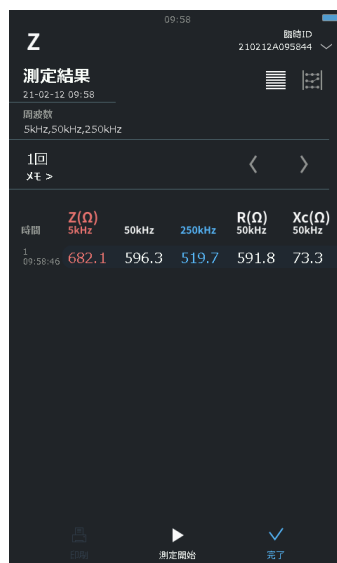 09:58
Z
臨時ID
210212A095844
測定結果
21-02-12 09:58
周波数
5kHz,50kHz,250kHz
1回
メモ >
時間 Z(Ω) 5kHz 50kHz 250kHz R(Ω) 50kHz Xc(Ω) 50kHz
1
09:58:46 682.1 596.3 519.7 591.8 73.3
印刷 測定開始 完了